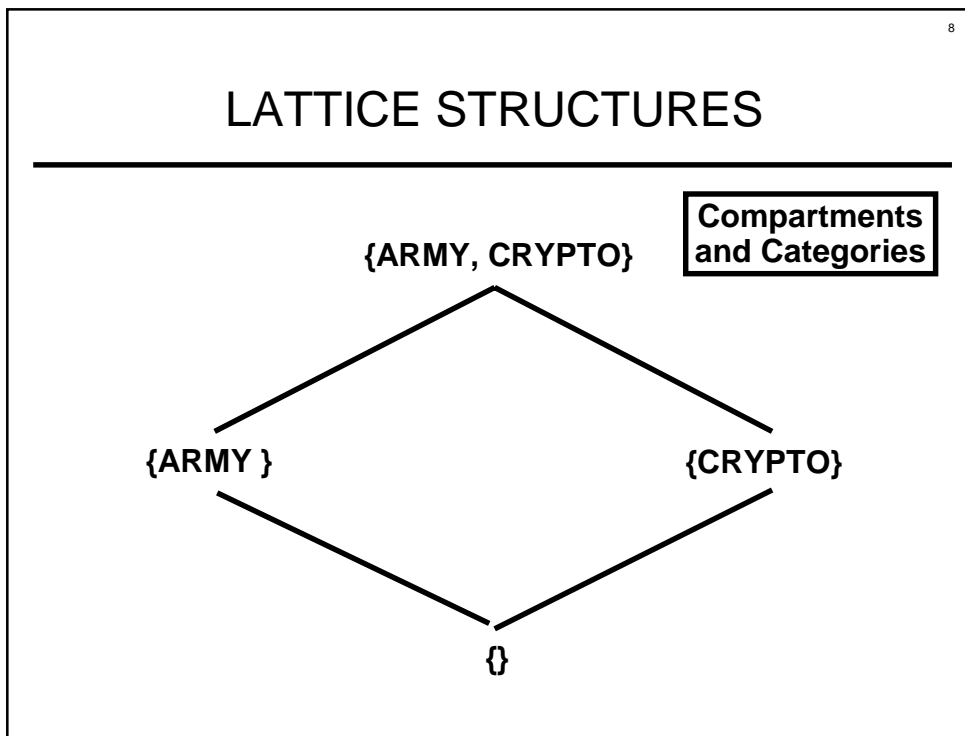 8
LATTICE STRUCTURES
Compartments
and Categories
{ARMY, CRYPTO}
{ARMY }
{CRYPTO}
{}